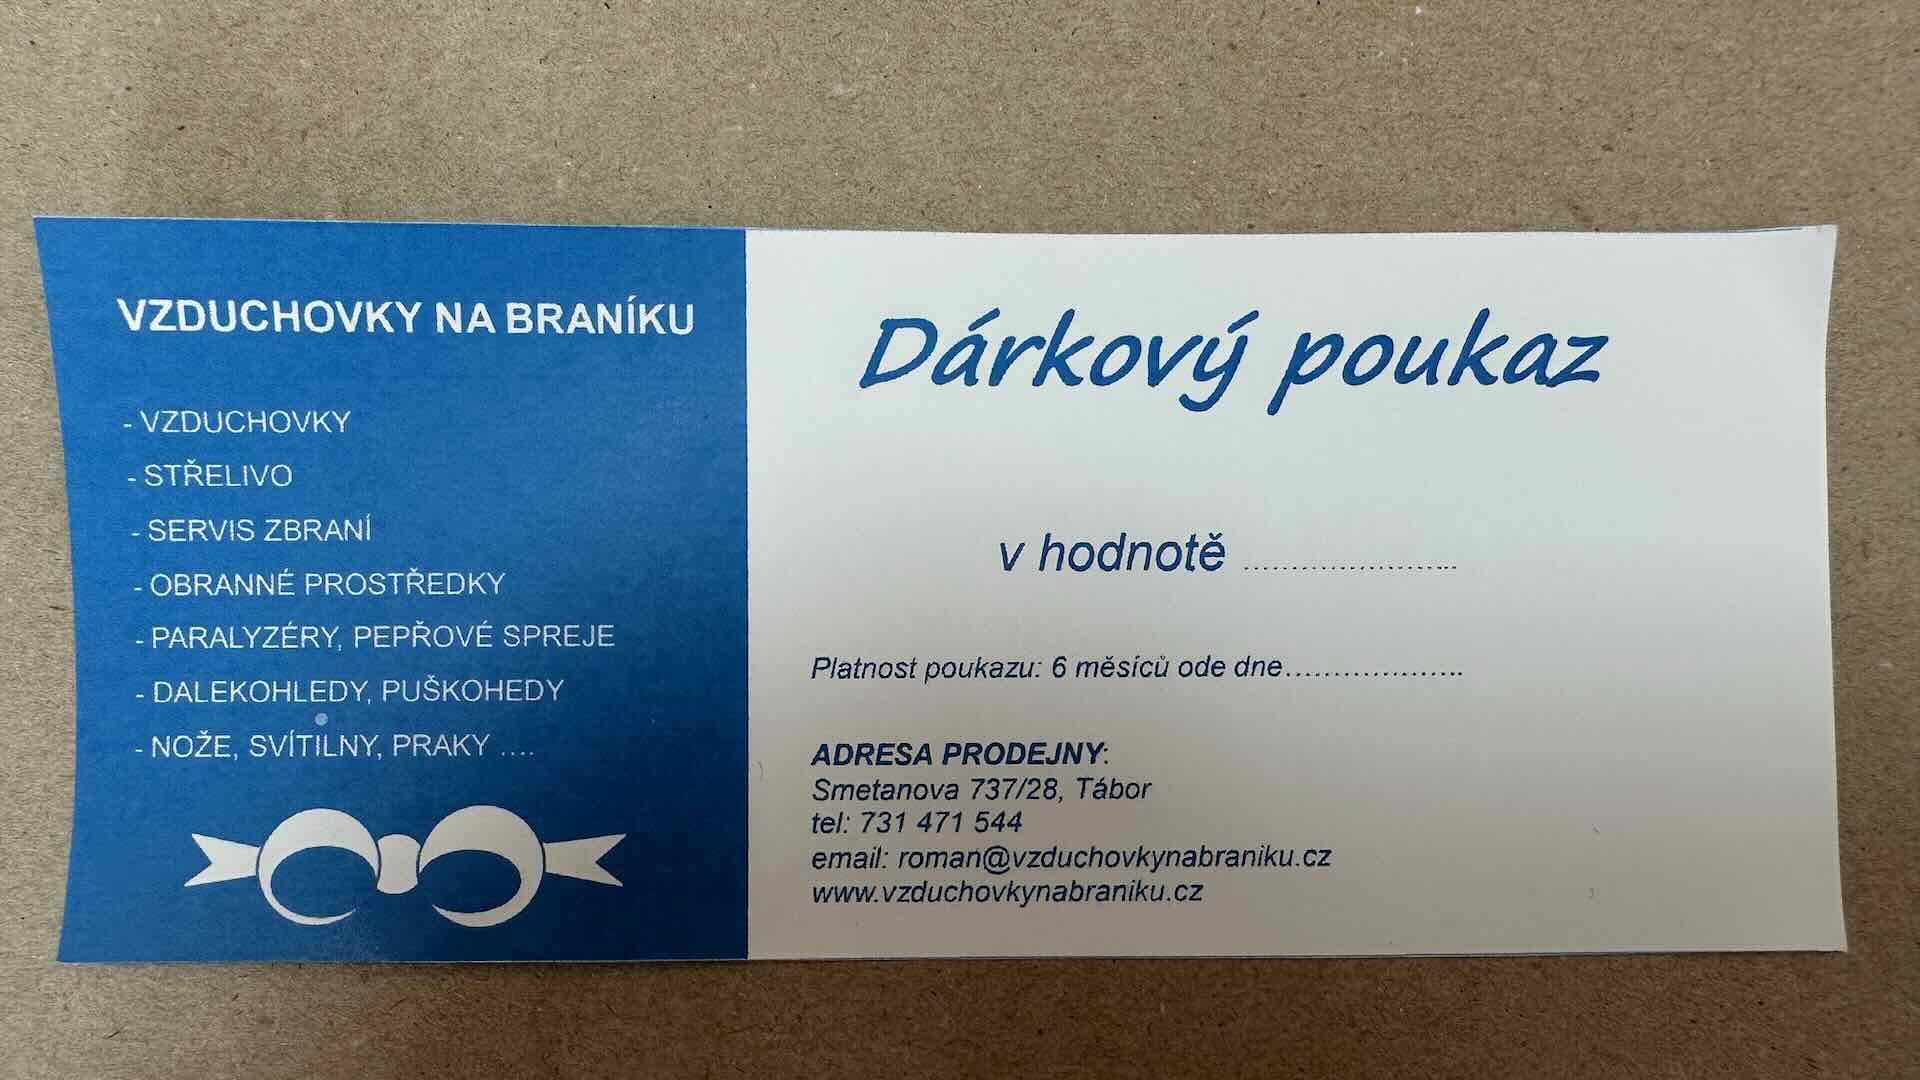 VZDUCHOVKY NA BRANÍKU
- VZDUCHOVKY
- STŘELIVO
- SERVIS ZBRANÍ
- OBRANNÉ PROSTŘEDKY
- PARALYZÉRY, PEPŘOVÉ SPREJE
- DALEKOHLEDY, PUŠKOHEDY
- NOŽE, SVÍTILNY, PRAKY ....
Dárkový poukaz
v hodnotě ..........................
Platnost poukazu: 6 měsíců ode dne......................
ADRESA PRODEJNY:
Smetanova 737/28, Tábor
tel: 731 471 544
email: roman@vzduchovkynabraniku.cz
www.vzduchovkynabraniku.cz